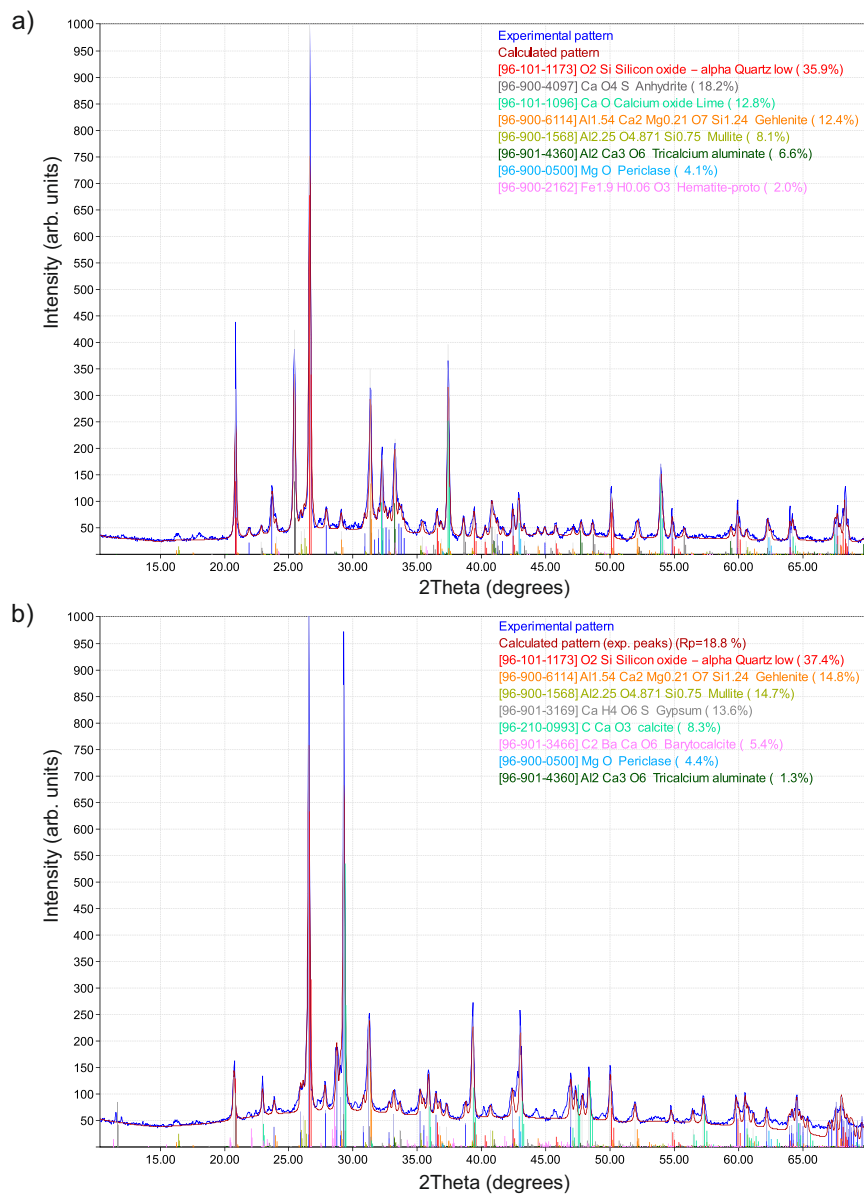 a)
Intensity (arb. units)
1000
950
900
850
800
750
700
650
600
550
500
450
400
350
300
250
200
150
100
50
Experimental pattern
Calculated pattern
[96-101-1173] O2 Si Silicon oxide – alpha Quartz low ( 35.9%)
[96-900-4097] Ca O4 S Anhydrite ( 18.2%)
[96-101-1096] Ca O Calcium oxide Lime ( 12.8%)
[96-900-6114] Al1.54 Ca2 Mg0.21 O7 Si1.24 Gehlenite ( 12.4%)
[96-900-1568] Al2.25 O4.871 Si0.75 Mullite ( 8.1%)
[96-901-4360] Al2 Ca3 O6 Tricalcium aluminate ( 6.6%)
[96-900-0500] Mg O Periclase ( 4.1%)
[96-900-2162] Fe1.9 H0.06 O3 Hematite-proto ( 2.0%)
15.00 20.00 25.00 30.00 35.00 40.00 45.00 50.00 55.00 60.00 65.00
2Theta (degrees)
b)
Intensity (arb. units)
1000
950
900
850
800
750
700
650
600
550
500
450
400
350
300
250
200
150
100
50
Experimental pattern
Calculated pattern (exp. peaks) (Rp=18.8 %)
[96-101-1173] O2 Si Silicon oxide – alpha Quartz low ( 37.4%)
[96-900-6114] Al1.54 Ca2 Mg0.21 O7 Si1.24 Gehlenite ( 14.8%)
[96-900-1568] Al2.25 O4.871 Si0.75 Mullite ( 14.7%)
[96-901-3169] Ca H4 O6 S Gypsum ( 13.6%)
[96-210-0993] C Ca O3 calcite ( 8.3%)
[96-901-3466] C2 Ba Ca O6 Barytocalcite ( 5.4%)
[96-900-0500] Mg O Periclase ( 4.4%)
[96-901-4360] Al2 Ca3 O6 Tricalcium aluminate ( 1.3%)
15.00 20.00 25.00 30.00 35.00 40.00 45.00 50.00 55.00 60.00 65.00
2Theta (degrees)